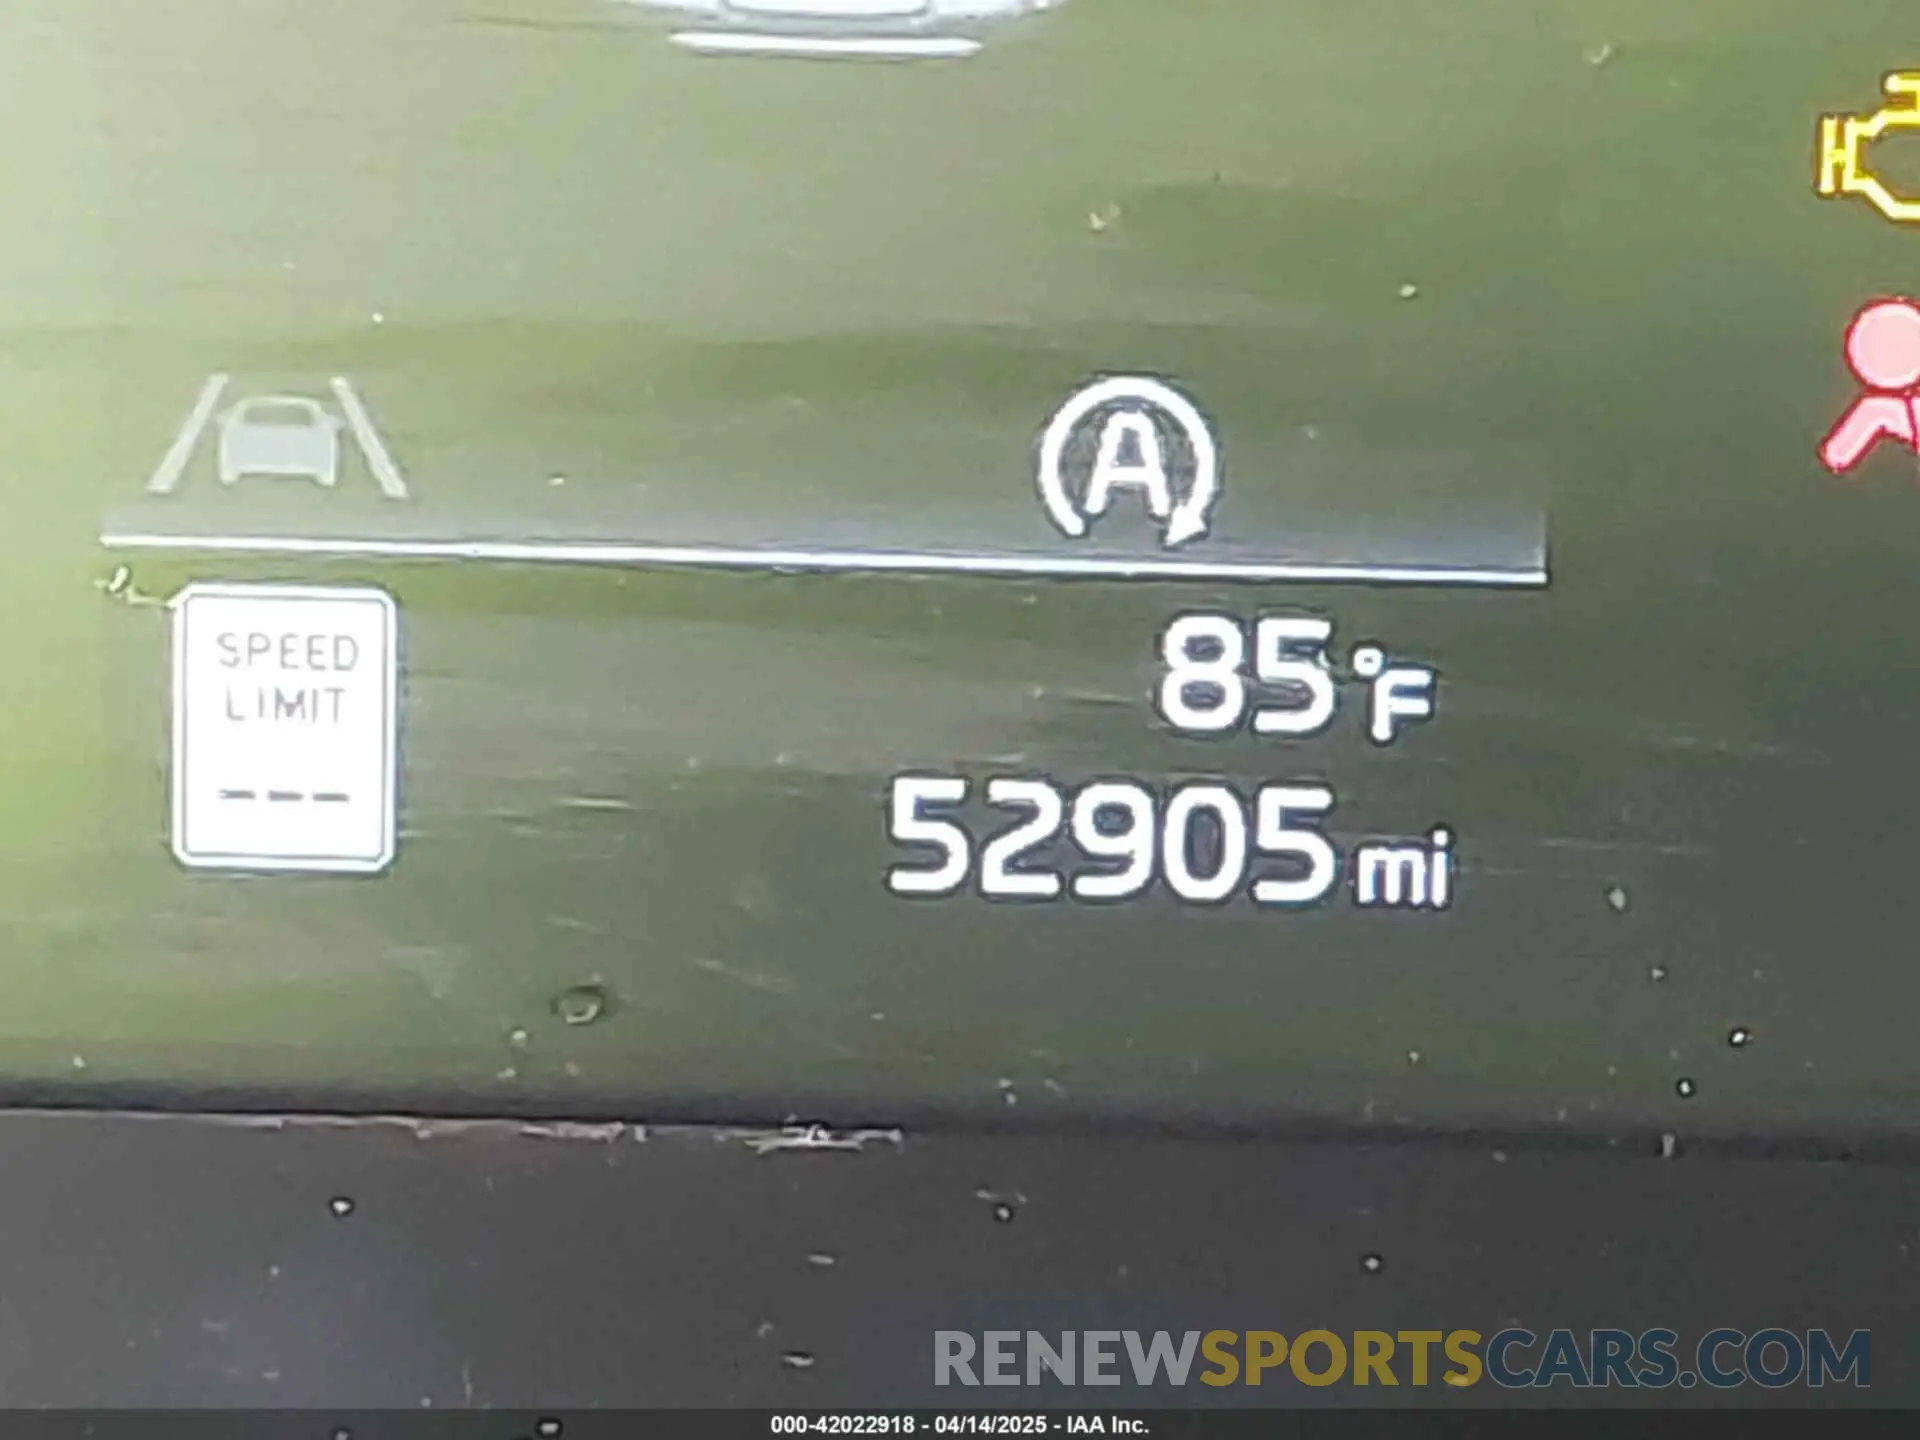 A
SPEED
LIMIT
---
85°F
52905 mi
RENEWSPORTSCARS.COM
000-42022918 - 04/14/2025 - IAA Inc.